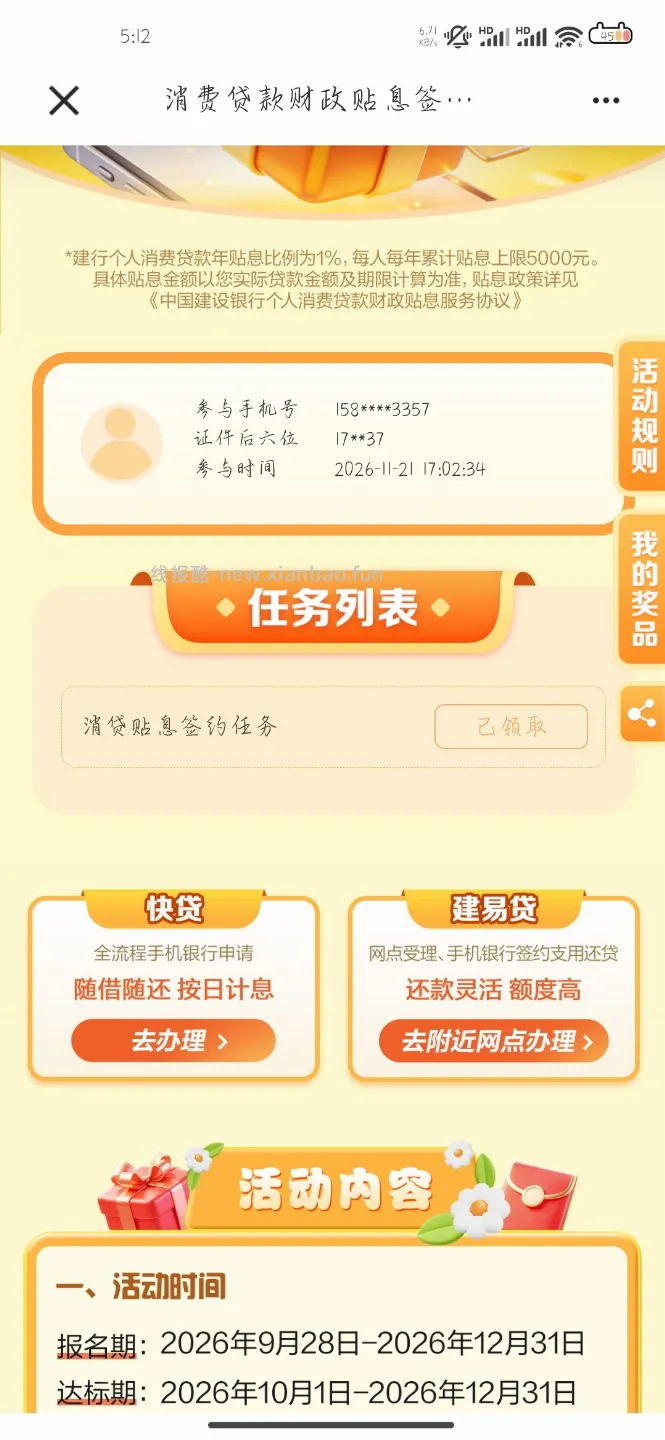 5:12
6.71
KB/s
HD
HD
6
45
消费贷款财政贴息签…
*建行个人消费贷款年贴息比例为1%，每人每年累计贴息上限5000元。
具体贴息金额以您实际贷款金额及期限计算为准，贴息政策详见
《中国建设银行个人消费贷款财政贴息服务协议》
活动规则
参与手机号 158****3357
证件后六位 17**37
参与时间 2026-11-21 17:02:34
我的奖品
线报酷-new.xianbao.fun
任务列表
消贷贴息签约任务
已领取
快贷
全流程手机银行申请
随借随还 按日计息
去办理 >
建易贷
网点受理、手机银行签约支用还贷
还款灵活 额度高
去附近网点办理 >
活动内容
一、活动时间
报名期：2026年9月28日-2026年12月31日
达标期：2026年10月1日-2026年12月31日